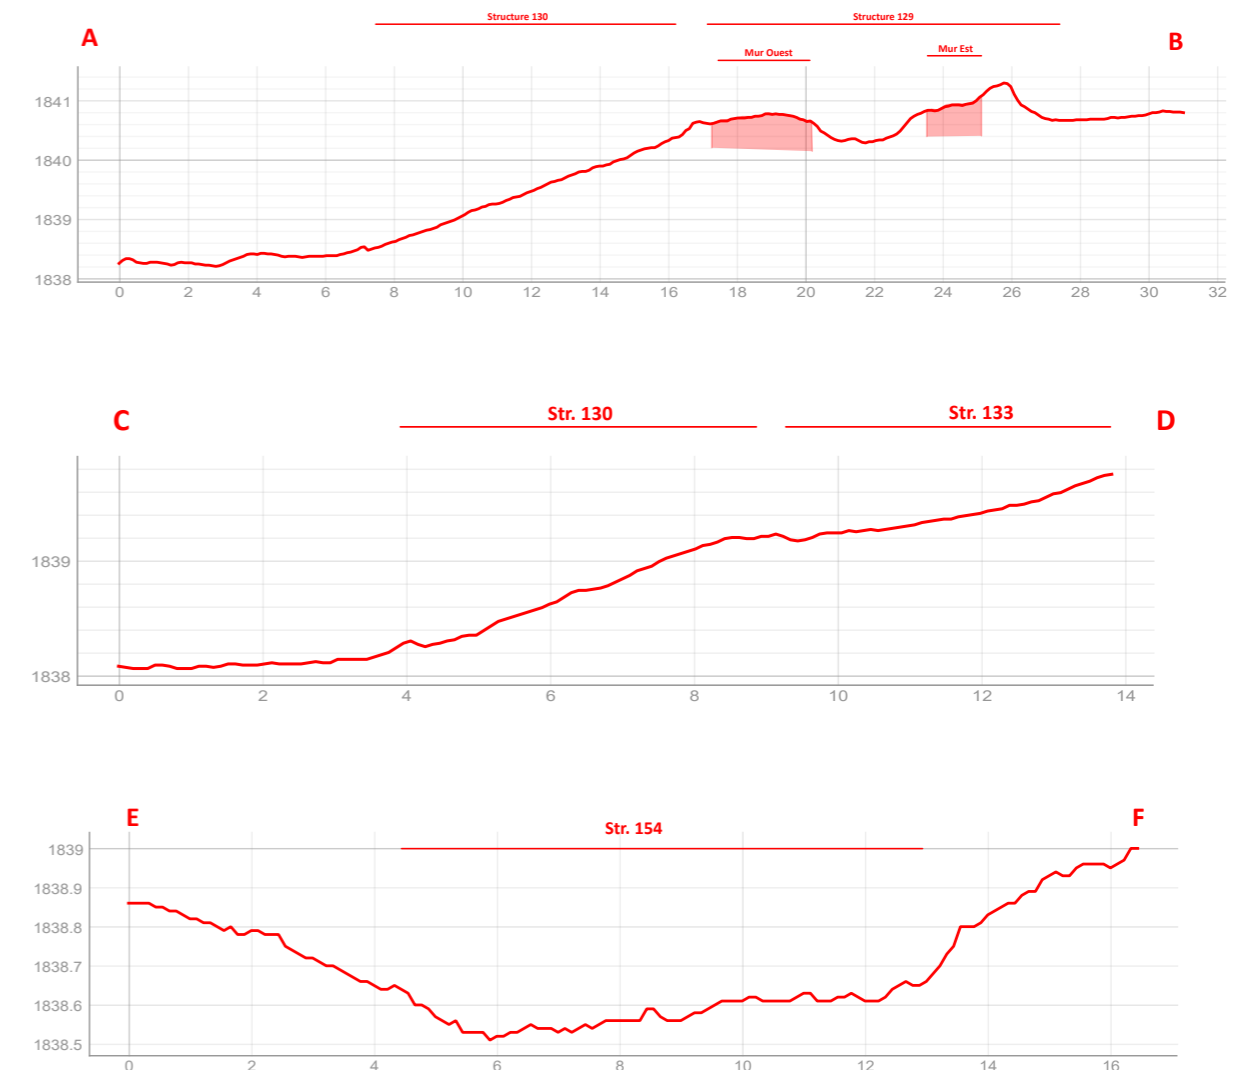 Structure 130 Structure 129
A B
Mur Ouest Mur Est
1841
1840
1839
1838
0 2 4 6 8 10 12 14 16 18 20 22 24 26 28 30 32
C Str. 130 Str. 133 D
1839
1838
0 2 4 6 8 10 12 14
E Str. 154 F
1839
1838.9
1838.8
1838.7
1838.6
1838.5
0 2 4 6 8 10 12 14 16